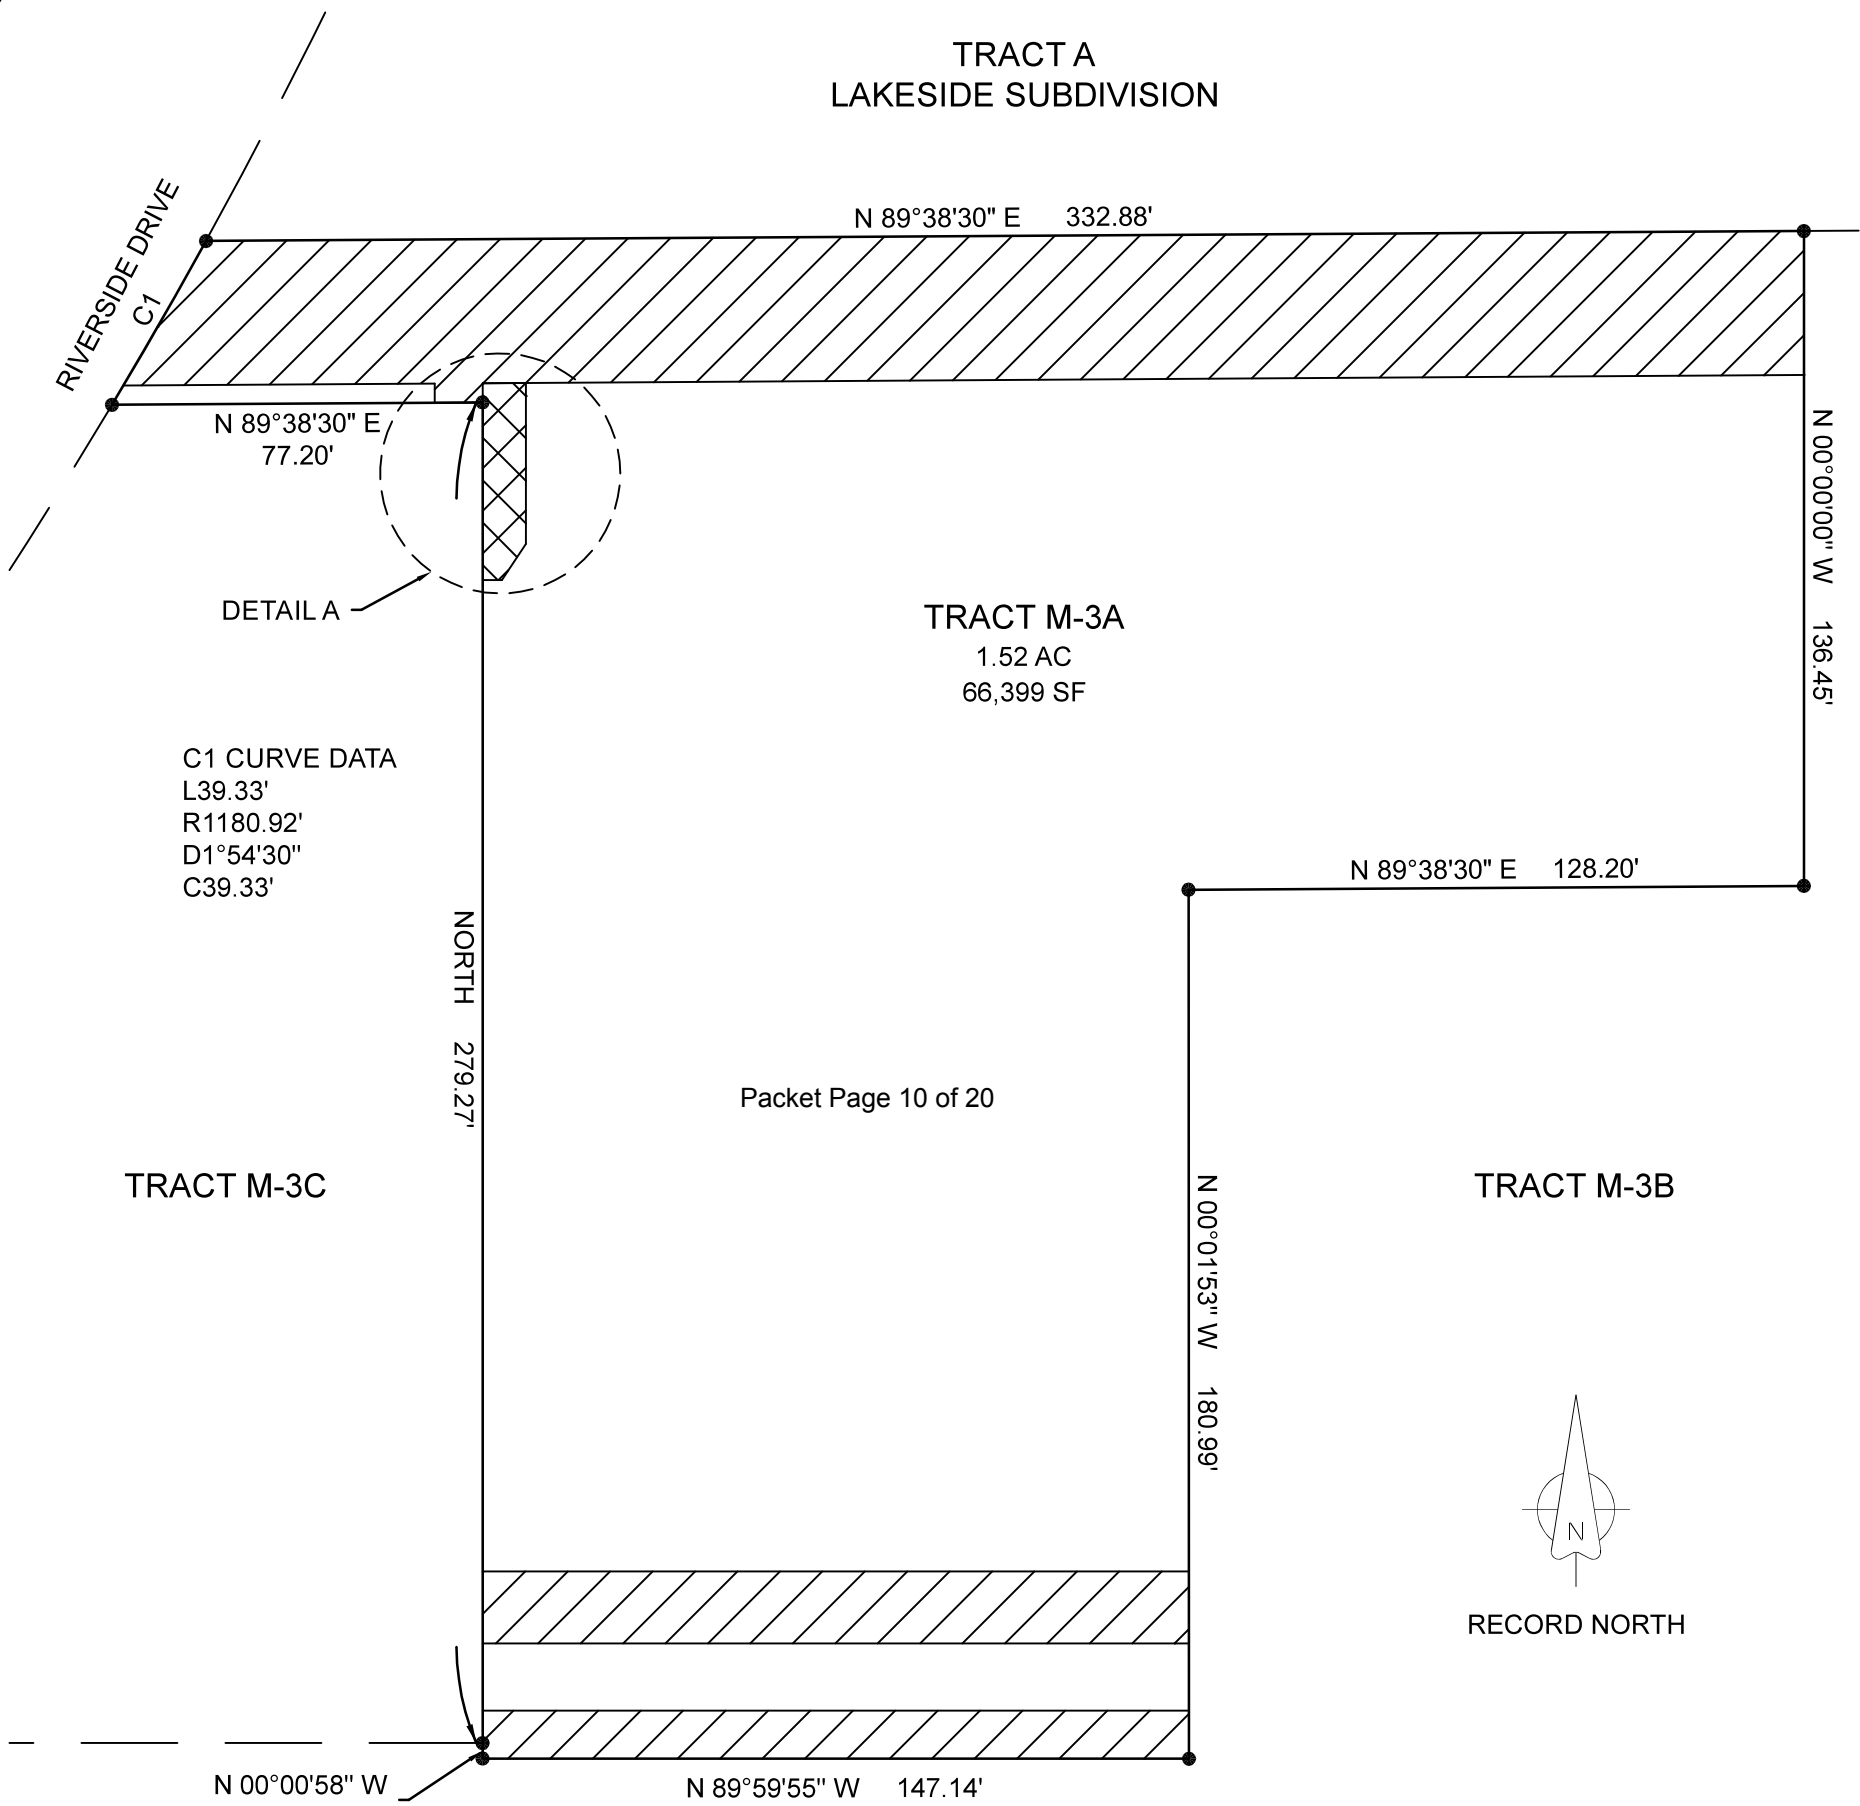 TRACT A
LAKESIDE SUBDIVISION
RIVERSIDE DRIVE
C1
N 89°38'30" E 332.88'
N 89°38'30" E
77.20'
N 00°00'00" W 136.45'
DETAIL A
TRACT M-3A
1.52 AC
66,399 SF
C1 CURVE DATA
L39.33'
R1180.92'
D1°54'30"
C39.33'
N 89°38'30" E 128.20'
NORTH 279.27'
Packet Page 10 of 20
TRACT M-3C
TRACT M-3B
N 00°01'53" W 180.99'
N
RECORD NORTH
N 00°00'58" W
N 89°59'55" W 147.14'